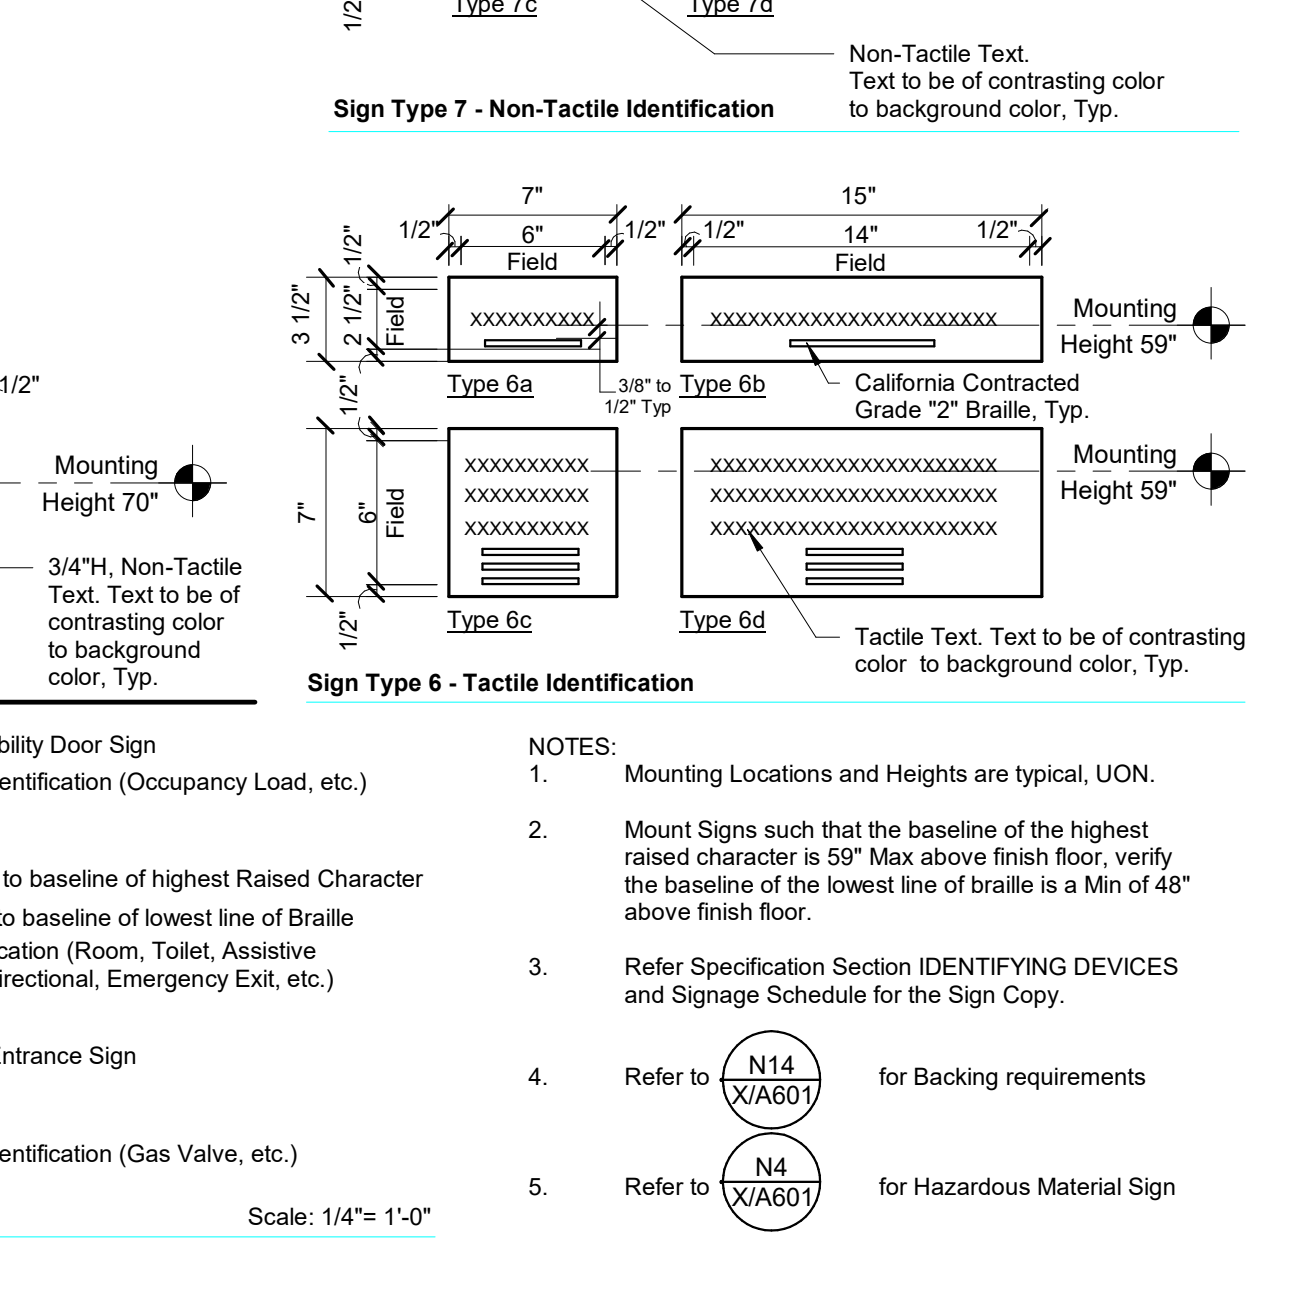 Type 7c
Type 7d
1/2
Non-Tactile Text.
Text to be of contrasting color
to background color, Typ.
Sign Type 7 - Non-Tactile Identification
7"
15"
1/2"
6"
1/2"
1/2"
14"
1/2"
Field
Field
1/2"
3 1/2"
2 1/2"
Field
1/2"
XXXXXXXXXX
XXXXXXXXXXXXXXXXXXXXXXX
Mounting
Height 59"
Type 6a
3/8" to
1/2" Typ
Type 6b
California Contracted
Grade "2" Braille, Typ.
7"
6"
Field
1/2"
XXXXXXXXXX
XXXXXXXXXX
XXXXXXXXXX
XXXXXXXXXXXXXXXXXXXXXXX
XXXXXXXXXXXXXXXXXXXXXXX
XXXXXXXXXXXXXXXXXXXXXXX
Mounting
Height 59"
Type 6c
Type 6d
Tactile Text. Text to be of contrasting
color to background color, Typ.
Sign Type 6 - Tactile Identification
1/2"
Mounting
Height 70"
3/4"H, Non-Tactile
Text. Text to be of
contrasting color
to background
color, Typ.
bility Door Sign
entification (Occupancy Load, etc.)
to baseline of highest Raised Character
to baseline of lowest line of Braille
cation (Room, Toilet, Assistive
irectional, Emergency Exit, etc.)
Entrance Sign
entification (Gas Valve, etc.)
Scale: 1/4"= 1'-0"
NOTES:
1. Mounting Locations and Heights are typical, UON.
2. Mount Signs such that the baseline of the highest
raised character is 59" Max above finish floor, verify
the baseline of the lowest line of braille is a Min of 48"
above finish floor.
3. Refer Specification Section IDENTIFYING DEVICES
and Signage Schedule for the Sign Copy.
4. Refer to N14 for Backing requirements
X/A601
5. Refer to N4 for Hazardous Material Sign
X/A601